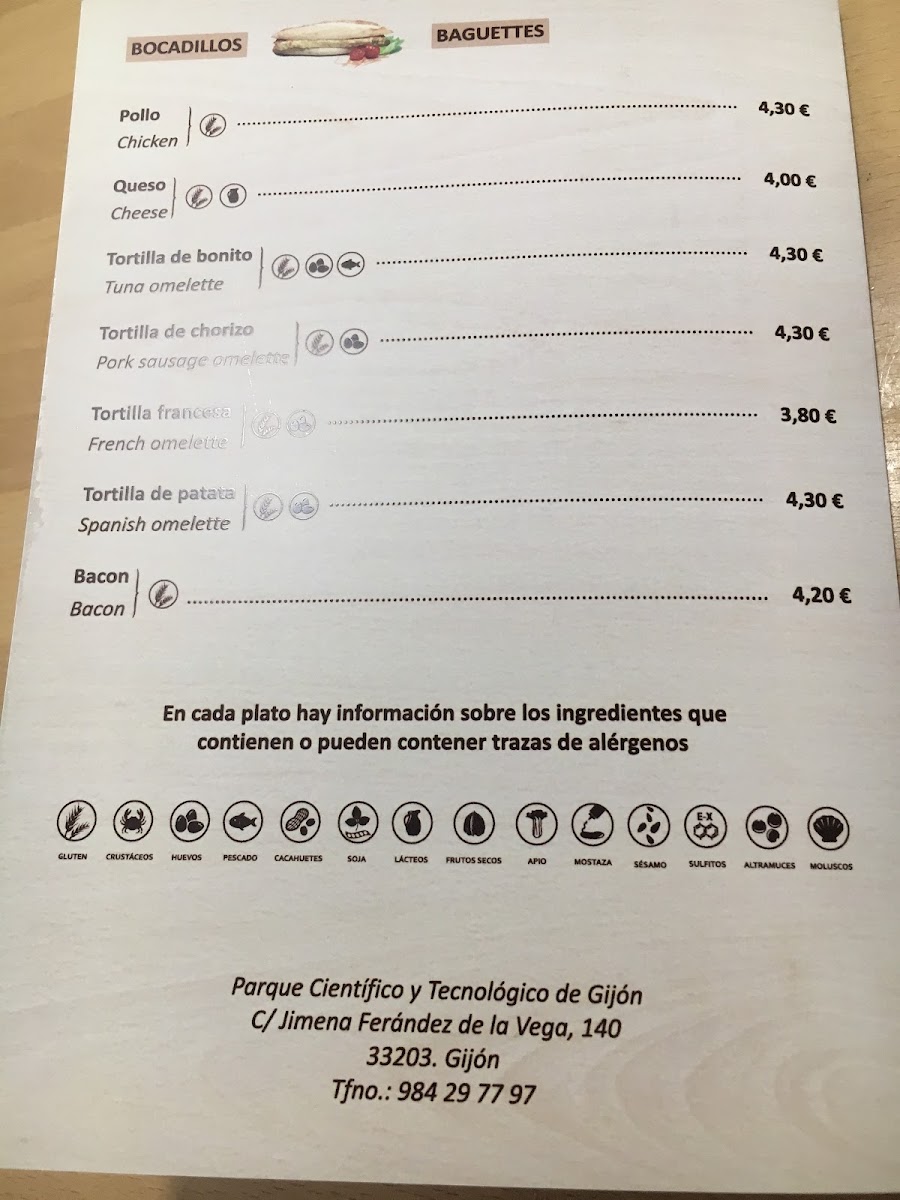 BOCADILLOS BAGUETTES
Pollo
Chicken
4,30 €
Queso
Cheese
4,00 €
Tortilla de bonito
Tuna omelette
4,30 €
Tortilla de chorizo
Pork sausage omelette
4,30 €
Tortilla francesa
French omelette
3,80 €
Tortilla de patata
Spanish omelette
4,30 €
Bacon
Bacon
4,20 €
En cada plato hay información sobre los ingredientes que
contienen o pueden contener trazas de alérgenos
E-X
GLUTEN CRUSTÁCEOS HUEVOS PESCADO CACAHUETES SOJA LÁCTEOS FRUTOS SECOS APIO MOSTAZA SÉSAMO SULFITOS ALTRAMUCES MOLUSCOS
Parque Científico y Tecnológico de Gijón
C/ Jimena Ferández de la Vega, 140
33203. Gijón
Tfno.: 984 29 77 97